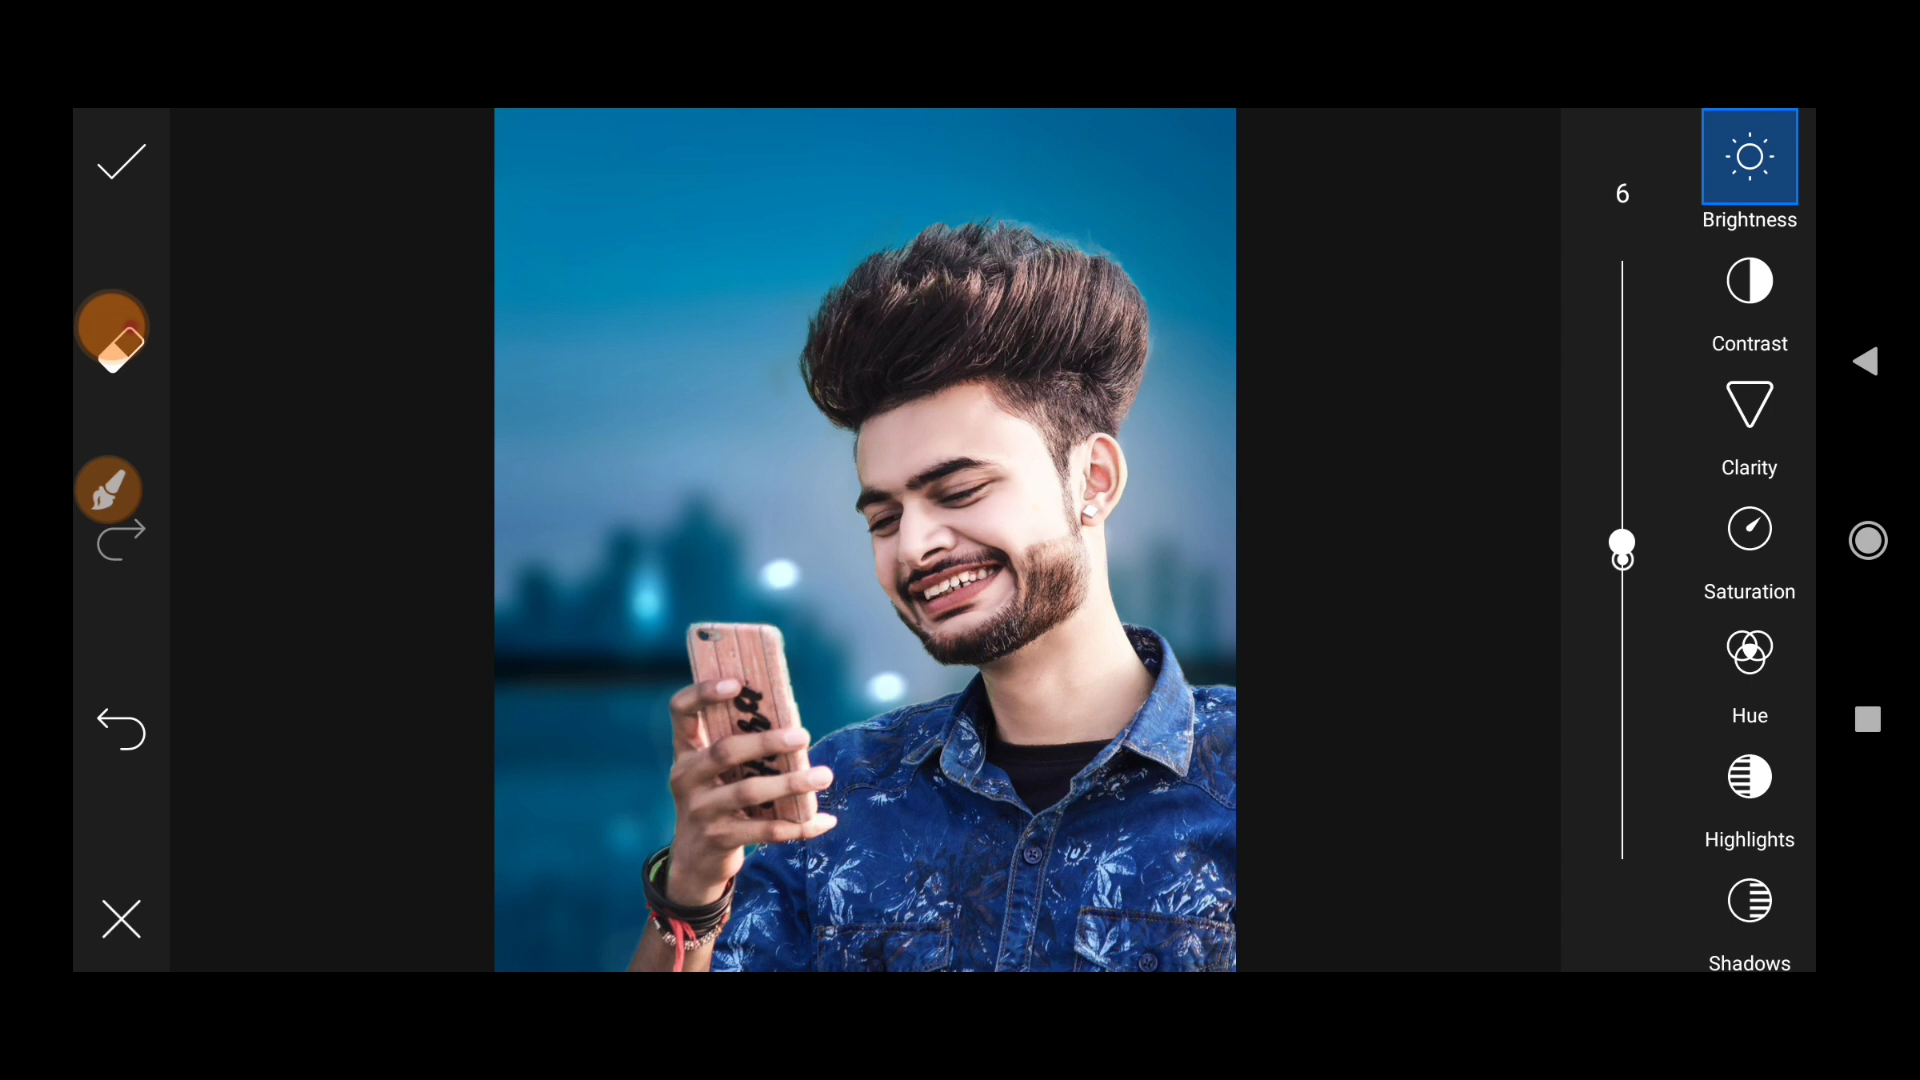 6
Brightness
Contrast
Clarity
Saturation
Hue
Highlights
Shadows